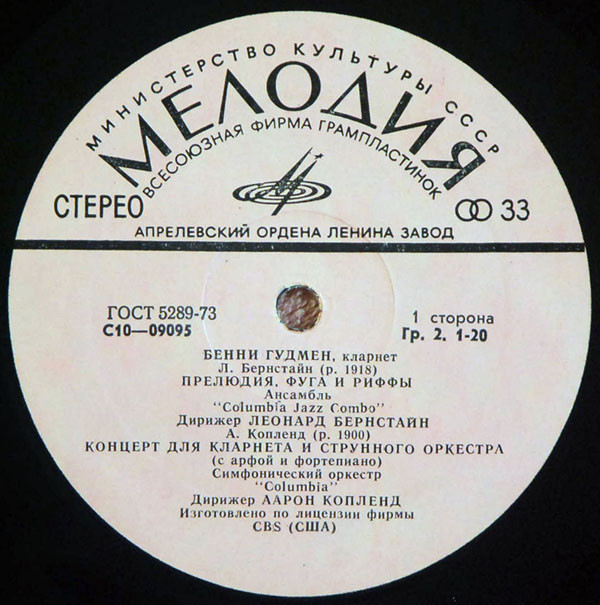 МИНИСТЕРСТВО КУЛЬТУРЫ СССР
МЕЛОДИЯ
ВСЕСОЮЗНАЯ ФИРМА ГРАМПЛАСТИНОК
СТЕРЕО
33
АПРЕЛЕВСКИЙ ОРДЕНА ЛЕНИНА ЗАВОД
ГОСТ 5289-73
С10—09095
1 сторона
Гр. 2. 1-20
БЕННИ ГУДМЕН, кларнет
Л. Бернстайн (р. 1918)
ПРЕЛЮДИЯ, ФУГА И РИФФЫ
Ансамбль
"Columbia Jazz Combo"
Дирижер ЛЕОНАРД БЕРНСТАЙН
А. Копленд (р. 1900)
КОНЦЕРТ ДЛЯ КЛАРНЕТА И СТРУННОГО ОРКЕСТРА
(с арфой и фортепиано)
Симфонический оркестр
"Columbia"
Дирижер ААРОН КОПЛЕНД
Изготовлено по лицензии фирмы
CBS (США)